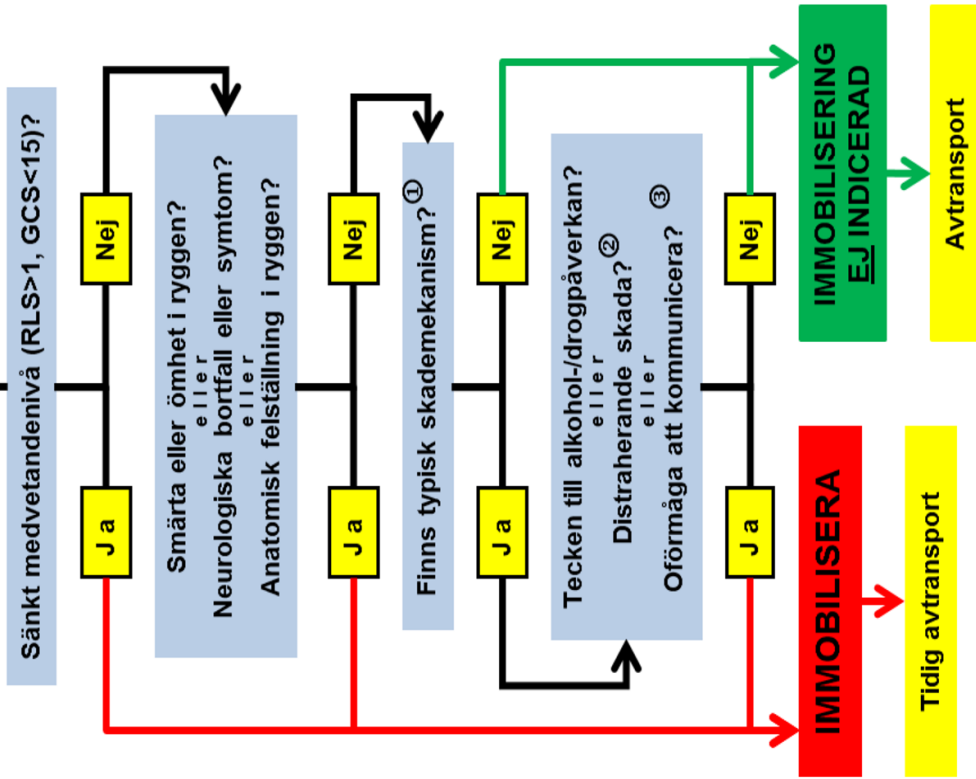 Sänkt medvetandenivå (RLS>1, GCS<15)?
Ja
Nej
Smärta eller ömhet i ryggen?
eller
Neurologiska bortfall eller symtom?
eller
Anatomisk felställning i ryggen?
Ja
Nej
Finns typisk skademekanism? ①
Ja
Nej
Tecken till alkohol-/drogpåverkan?
eller
Distraherande skada? ②
eller
Oförmåga att kommunicera? ③
Ja
Nej
IMMOBILISERA
IMMOBILISERING
EJ INDICERAD
Tidig avtransport
Avtransport